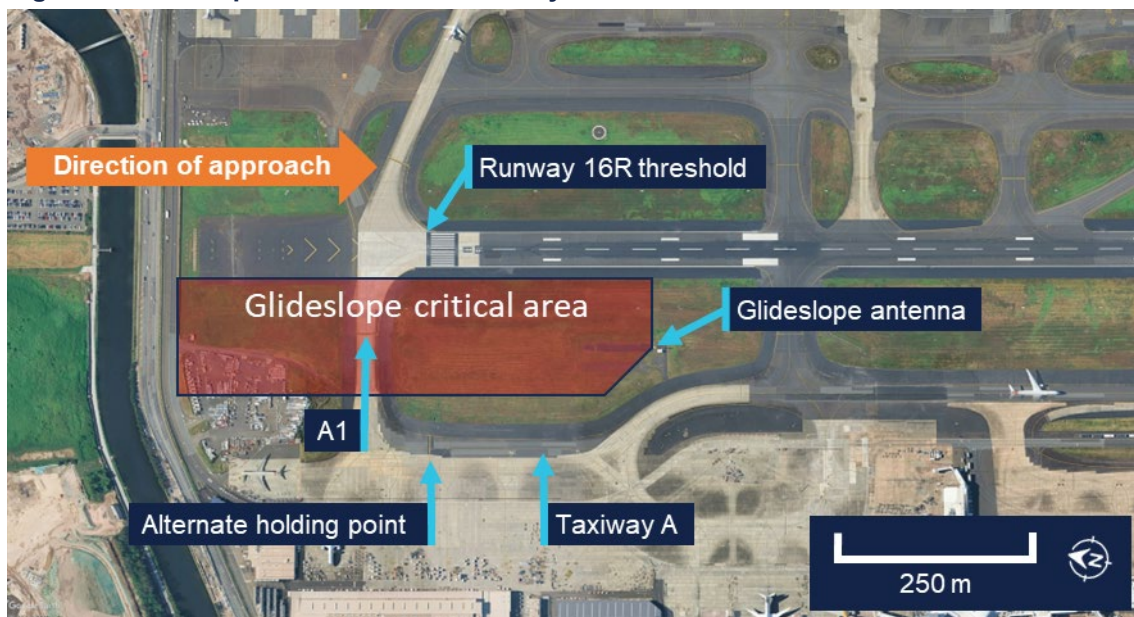 Direction of approach
Runway 16R threshold
Glideslope critical area
Glideslope antenna
A1
Alternate holding point
Taxiway A
250 m
N